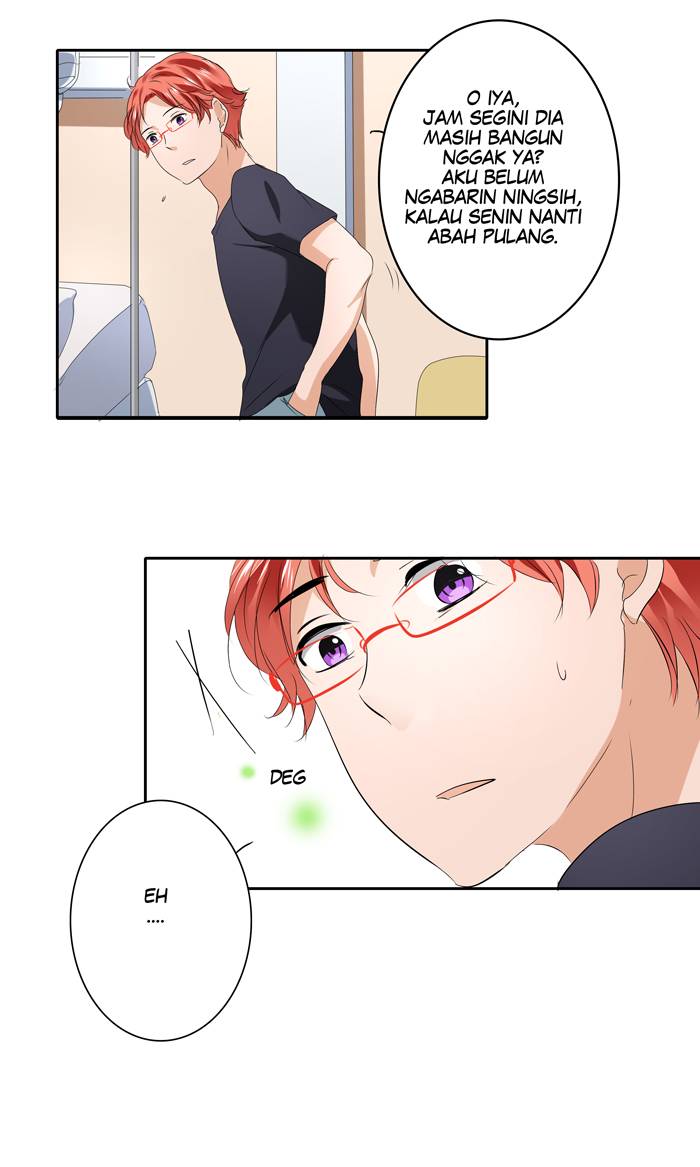 O IYA,
JAM SEGINI DIA
MASIH BANGUN
NGGAK YA?
AKU BELUM
NGABARIN NINGSIH,
KALAU SENIN NANTI
ABAH PULANG.
DEG
EH
....